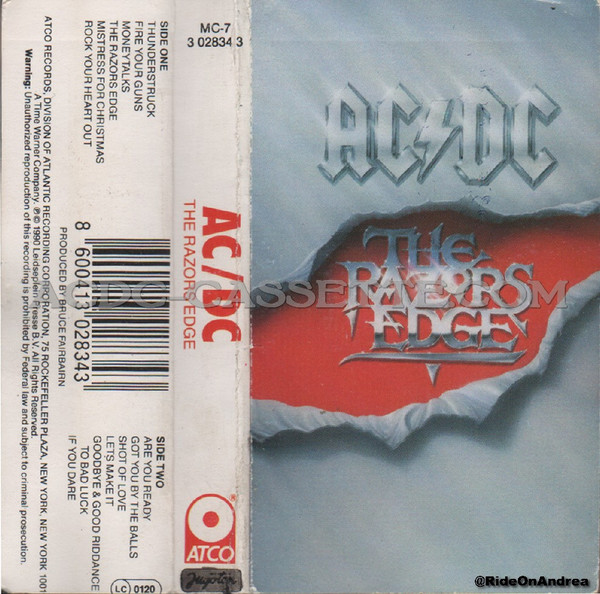 MC-7
3 02834 3
SIDE ONE
THUNDERSTRUCK
FIRE YOUR GUNS
MONEYTALKS
THE RAZORS EDGE
MISTRESS FOR CHRISTMAS
ROCK YOUR HEART OUT
ATCO RECORDS, DIVISION OF ATLANTIC RECORDING CORPORATION, 75 ROCKEFELLER PLAZA, NEW YORK, NEW YORK 1001
A Time Warner Company. ℗ © 1990 Leidseplein Presse B.V. All Rights Reserved.
Warning: Unauthorized reproduction of this recording is prohibited by Federal law and subject to criminal prosecution.
PRODUCED BY BRUCE FAIRBAIRN
8 600413 028343
SIDE TWO
ARE YOU READY
GOT YOU BY THE BALLS
SHOT OF LOVE
LETS MAKE IT
GOODBYE & GOOD RIDDANCE
TO BAD LUCK
IF YOU DARE
LC 0120
AC/DC
THE RAZORS EDGE
ATCO
Jugoton
AC DC
THE
RAZORS
EDGE
ACDC-CASSETTE.COM
@RideOnAndrea